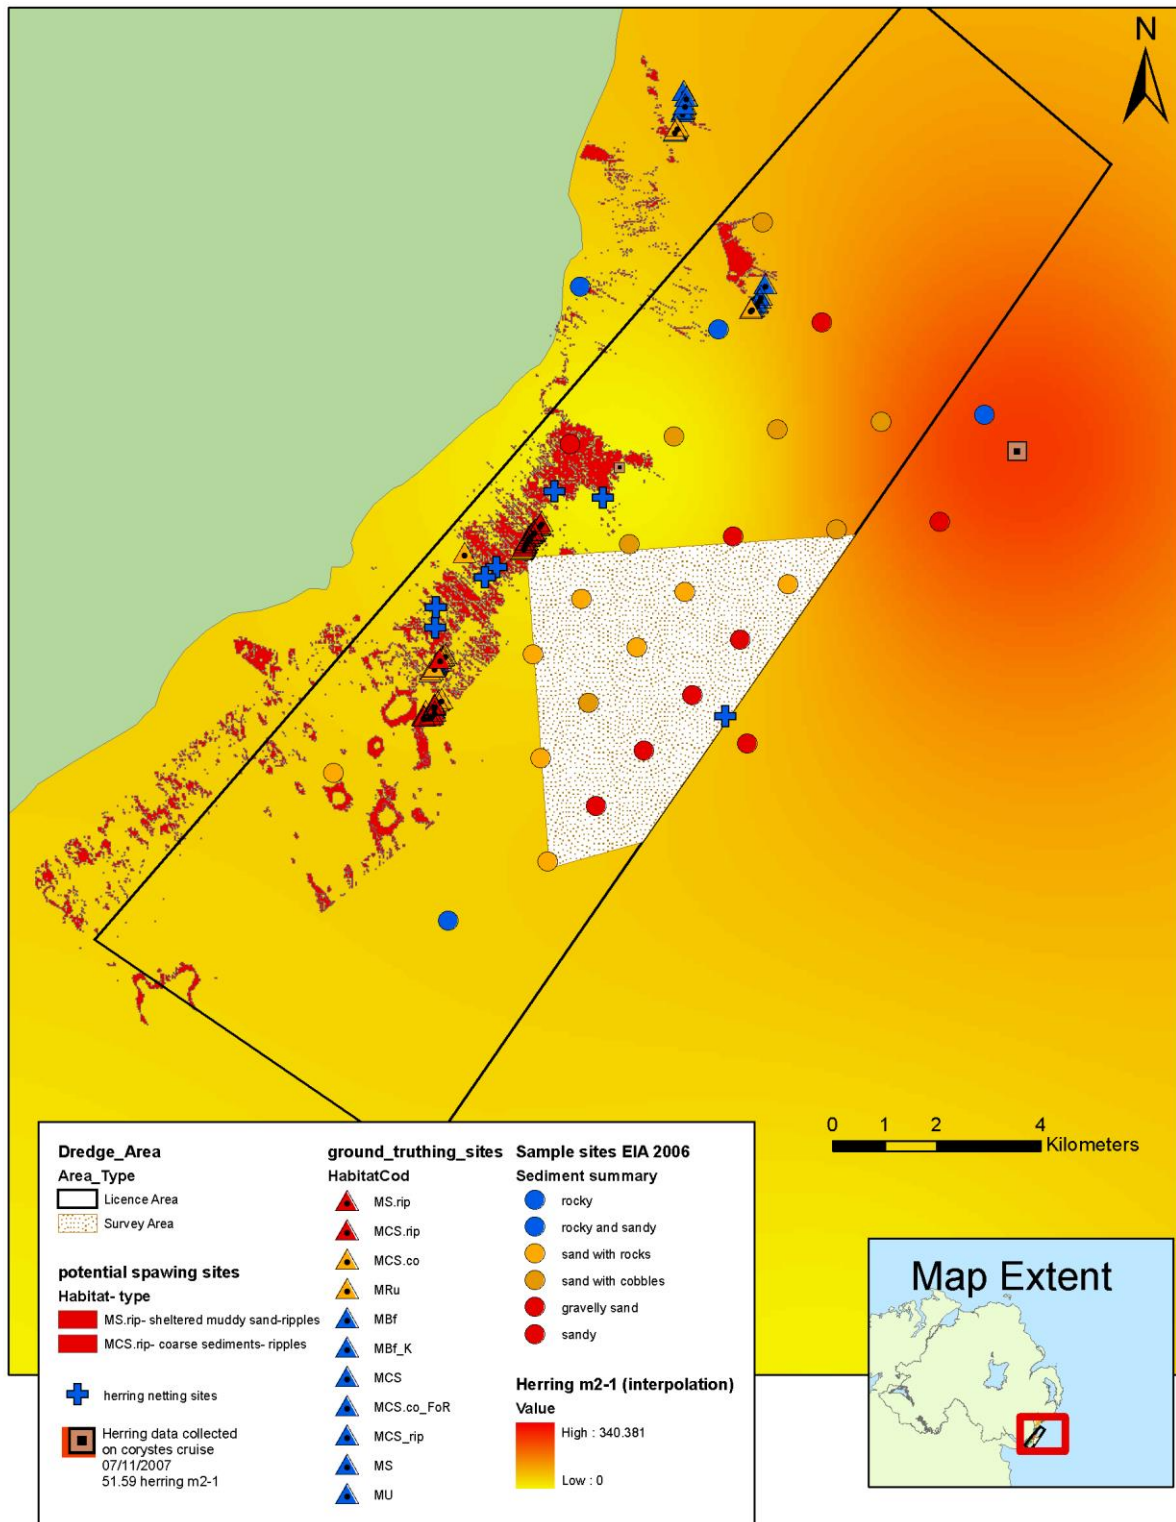 N
0 1 2 4
Kilometers
Dredge_Area
Area_Type
Licence Area
Survey Area
potential spawing sites
Habitat- type
MS.rip- sheltered muddy sand-ripples
MCS.rip- coarse sediments- ripples
herring netting sites
Herring data collected
on corystes cruise
07/11/2007
51.59 herring m2-1
ground_truthing_sites
HabitatCod
MS.rip
MCS.rip
MCS.co
MRu
MBf
MBf_K
MCS
MCS.co_FoR
MCS_rip
MS
MU
Sample sites EIA 2006
Sediment summary
rocky
rocky and sandy
sand with rocks
sand with cobbles
gravelly sand
sandy
Herring m2-1 (interpolation)
Value
High : 340.381
Low : 0
Map Extent